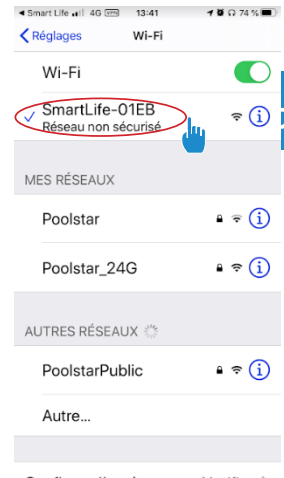 Smart Life 4G VPN 13:41 74 %
Réglages Wi-Fi
Wi-Fi
SmartLife-01EB
Réseau non sécurisé
MES RÉSEAUX
Poolstar
Poolstar_24G
AUTRES RÉSEAUX
PoolstarPublic
Autre...